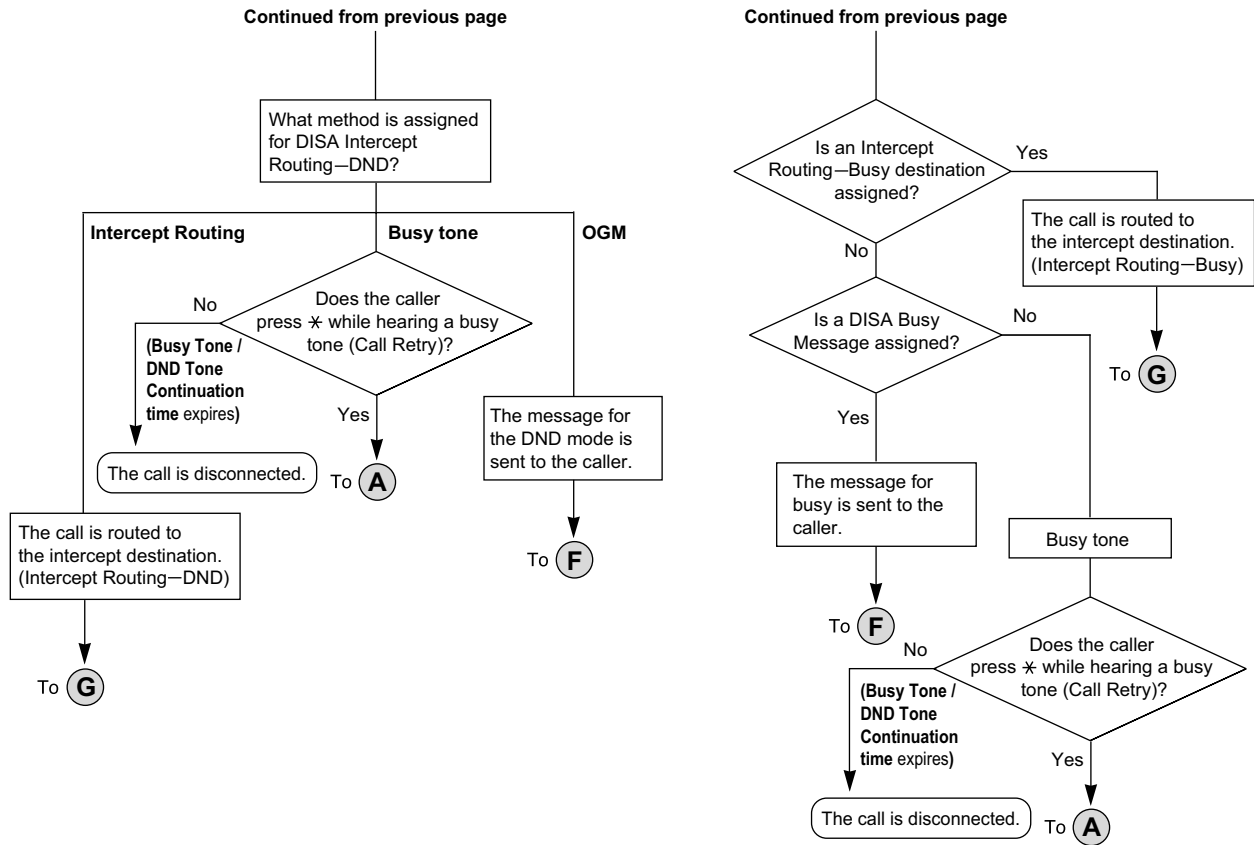 Continued from previous page
What method is assigned
for DISA Intercept
Routing—DND?
Intercept Routing
Busy tone
OGM
No
Does the caller
press * while hearing a busy
tone (Call Retry)?
(Busy Tone /
DND Tone
Continuation
time expires)
Yes
The call is disconnected.
To A
The message for
the DND mode is
sent to the caller.
To F
The call is routed to
the intercept destination.
(Intercept Routing—DND)
To G
Continued from previous page
Is an Intercept
Routing—Busy destination
assigned?
Yes
The call is routed to
the intercept destination.
(Intercept Routing—Busy)
To G
No
Is a DISA Busy
Message assigned?
No
Yes
The message for
busy is sent to the
caller.
To F
Busy tone
No
Does the caller
press * while hearing a busy
tone (Call Retry)?
(Busy Tone /
DND Tone
Continuation
time expires)
Yes
The call is disconnected.
To A